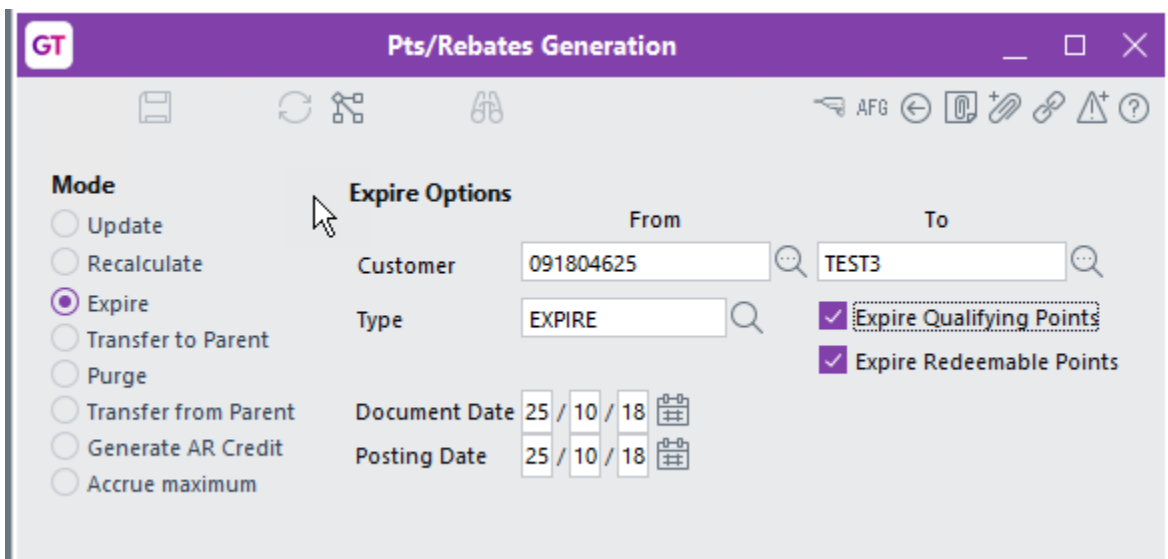 GT Pts/Rebates Generation
AFG
Mode
Update
Recalculate
Expire
Transfer to Parent
Purge
Transfer from Parent
Generate AR Credit
Accrue maximum
Expire Options
From To
Customer 091804625 TEST3
Type EXPIRE Expire Qualifying Points
Expire Redeemable Points
Document Date 25 / 10 / 18
Posting Date 25 / 10 / 18